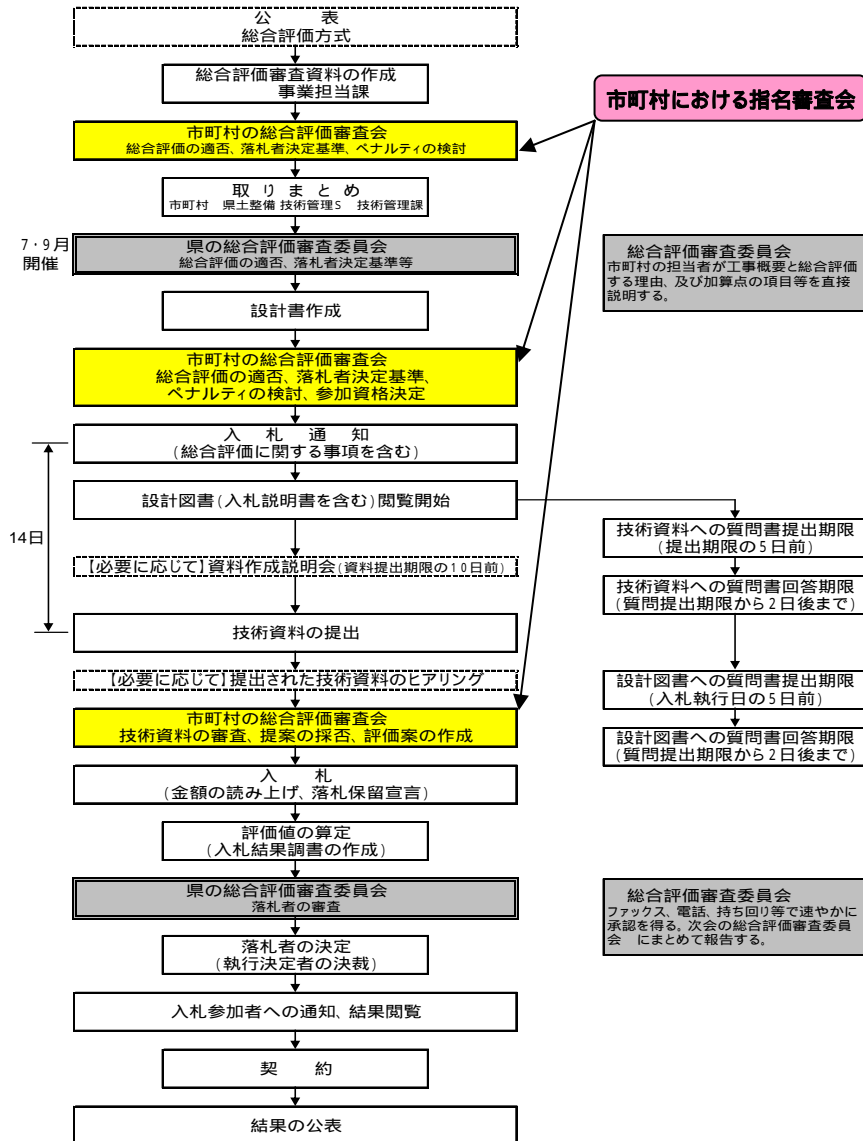 公　　表
総合評価方式
総合評価審査資料の作成
事業担当課
市町村における指名審査会
市町村の総合評価審査会
総合評価の適否、落札者決定基準、ペナルティの検討
取 り ま と め
市町村　県土整備 技術管理S　技術管理課
7・9月
開催
県の総合評価審査委員会
総合評価の適否、落札者決定基準等
総合評価審査委員会
市町村の担当者が工事概要と総合評価
する理由、及び加算点の項目等を直接
説明する。
設計書作成
市町村の総合評価審査会
総合評価の適否、落札者決定基準、
ペナルティの検討、参加資格決定
入　札　通　知
(総合評価に関する事項を含む)
設計図書(入札説明書を含む)閲覧開始
14日
【必要に応じて】資料作成説明会(資料提出期限の10日前)
技術資料の提出
技術資料への質問書提出期限
(提出期限の5日前)
技術資料への質問書回答期限
(質問提出期限から2日後まで)
設計図書への質問書提出期限
(入札執行日の5日前)
設計図書への質問書回答期限
(質問提出期限から2日後まで)
【必要に応じて】提出された技術資料のヒアリング
市町村の総合評価審査会
技術資料の審査、提案の採否、評価案の作成
入　　札
(金額の読み上げ、落札保留宣言)
評価値の算定
(入札結果調書の作成)
県の総合評価審査委員会
落札者の審査
総合評価審査委員会
ファックス、電話、持ち回り等で速やかに
承認を得る。次会の総合評価審査委員
会　にまとめて報告する。
落札者の決定
(執行決定者の決裁)
入札参加者への通知、結果閲覧
契　　約
結果の公表